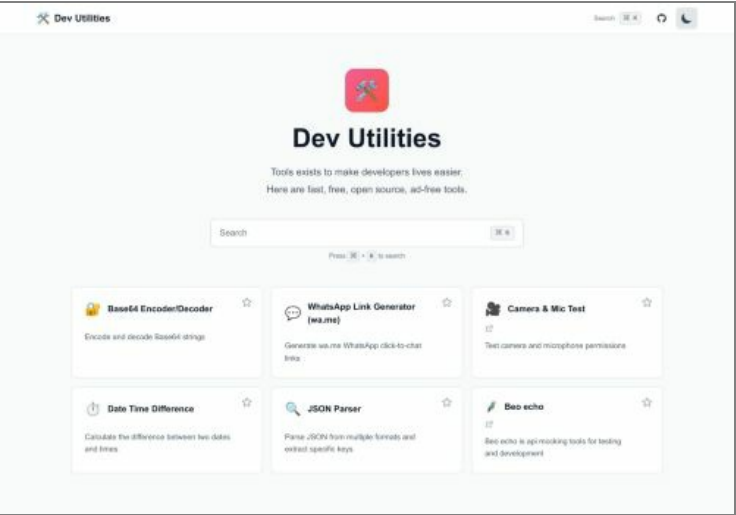 Dev Utilities
Search ⌘ K
Dev Utilities
Tools exists to make developers lives easier.
Here are fast, free, open source, ad-free tools.
Search ⌘ K
Press ⌘ + K to search
Base64 Encoder/Decoder
Encode and decode Base64 strings
WhatsApp Link Generator
(wa.me)
Generate wa.me WhatsApp click-to-chat
links
Camera & Mic Test
Test camera and microphone permissions
Date Time Difference
Calculate the difference between two dates
and times
JSON Parser
Parse JSON from multiple formats and
extract specific keys
Beo echo
Beo echo is api mocking tools for testing
and development